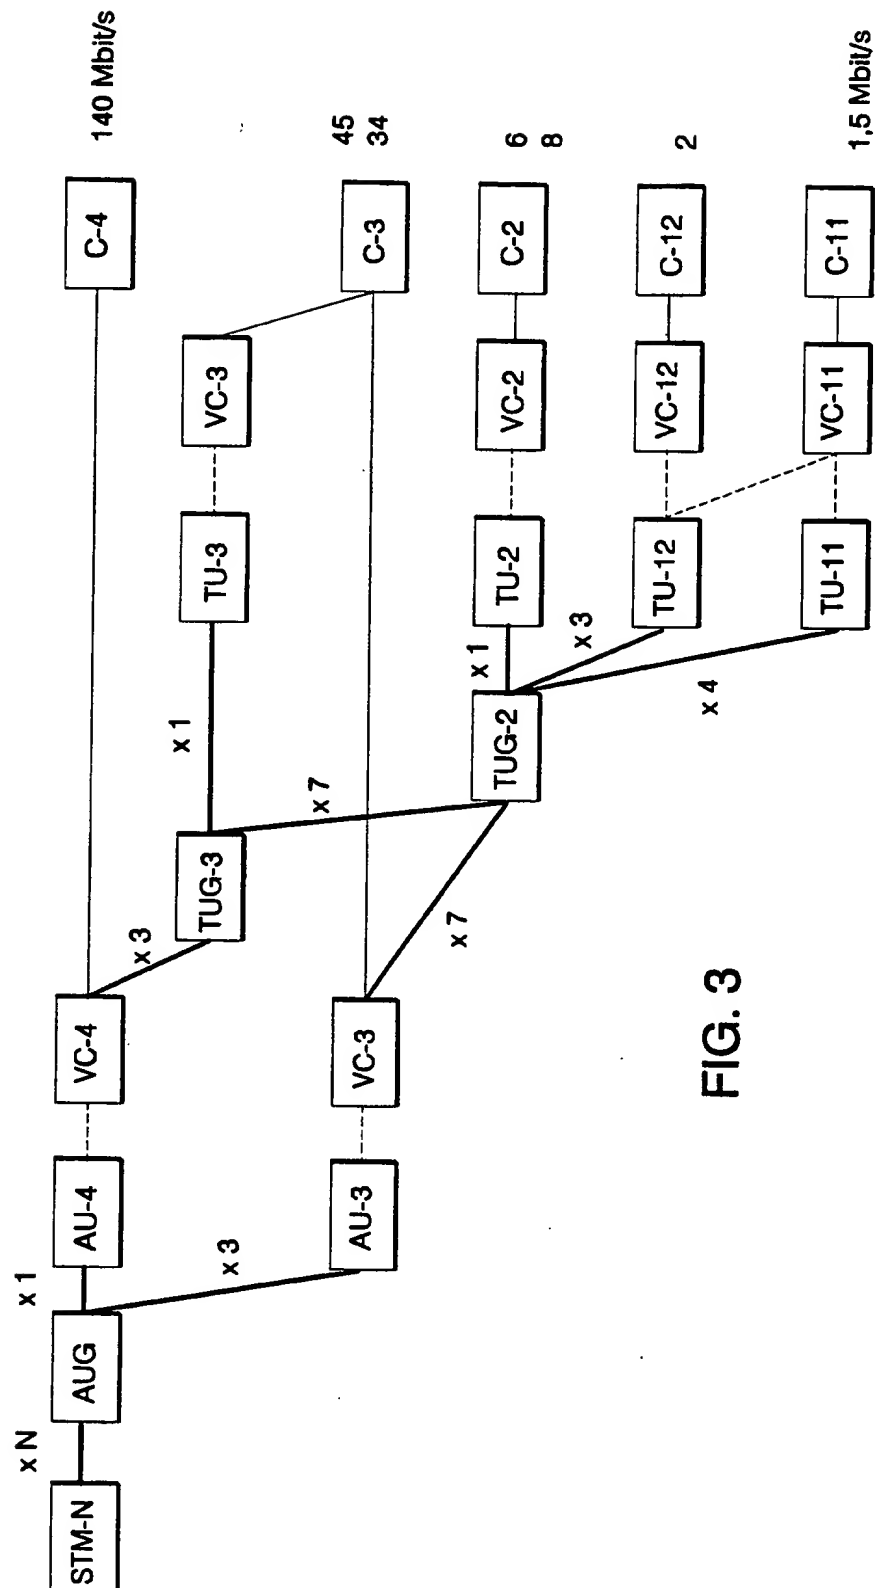 x N
x 1
STM-N
AUG
AU-4
VC-4
C-4
140 Mbit/s
x 3
TUG-3
x 1
TU-3
VC-3
x 3
x 7
AU-3
VC-3
C-3
45
34
x 7
TUG-2
x 1
TU-2
VC-2
C-2
6
8
x 3
TU-12
VC-12
C-12
2
x 4
TU-11
VC-11
C-11
1,5 Mbit/s
FIG. 3